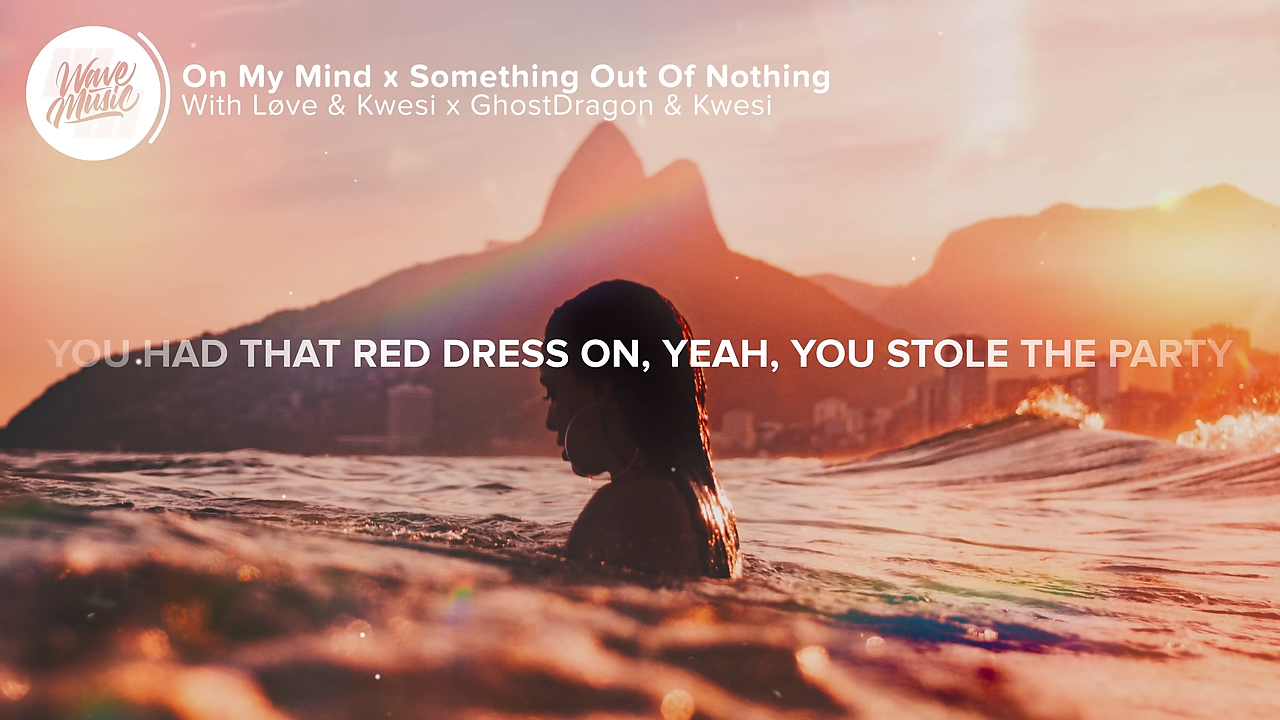 Wave
Music
On My Mind x Something Out Of Nothing
With Løve & Kwesi x GhostDragon & Kwesi
YOU HAD THAT RED DRESS ON, YEAH, YOU STOLE THE PARTY